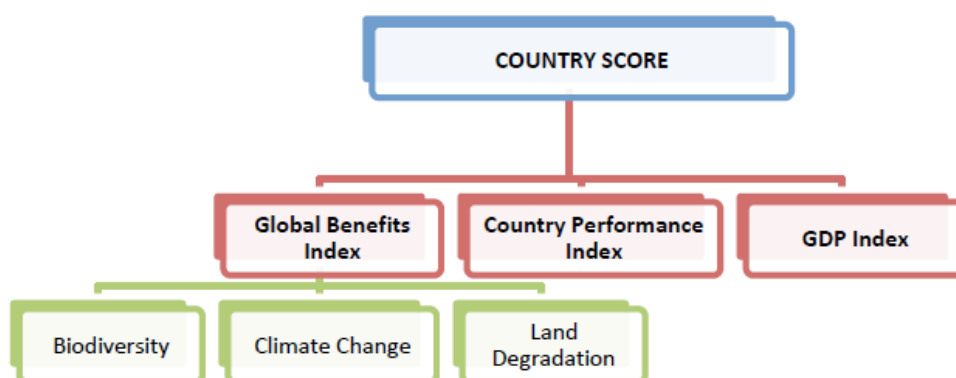 COUNTRY SCORE
Global Benefits
Index
Country Performance
Index
GDP Index
Biodiversity
Climate Change
Land
Degradation